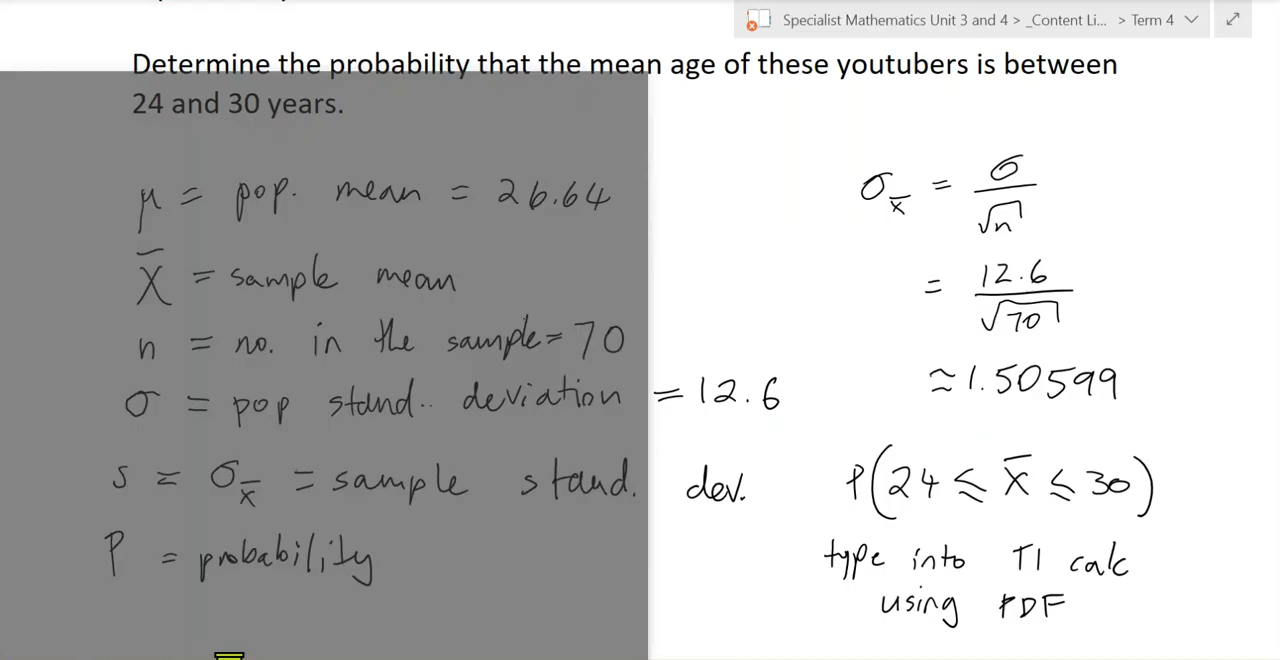 Specialist Mathematics Unit 3 and 4 > _Content Li... > Term 4
Determine the probability that the mean age of these youtubers is between
24 and 30 years.
μ = pop. mean = 26.64
X̄ = sample mean
n = no. in the sample = 70
σ = pop stand.. deviation = 12.6
s = σx̄ = sample stand. dev.
P = probability
σx̄ = σ/√n
= 12.6/√70
≈ 1.50599
P(24 ≤ X̄ ≤ 30)
type into TI calc
using PDF